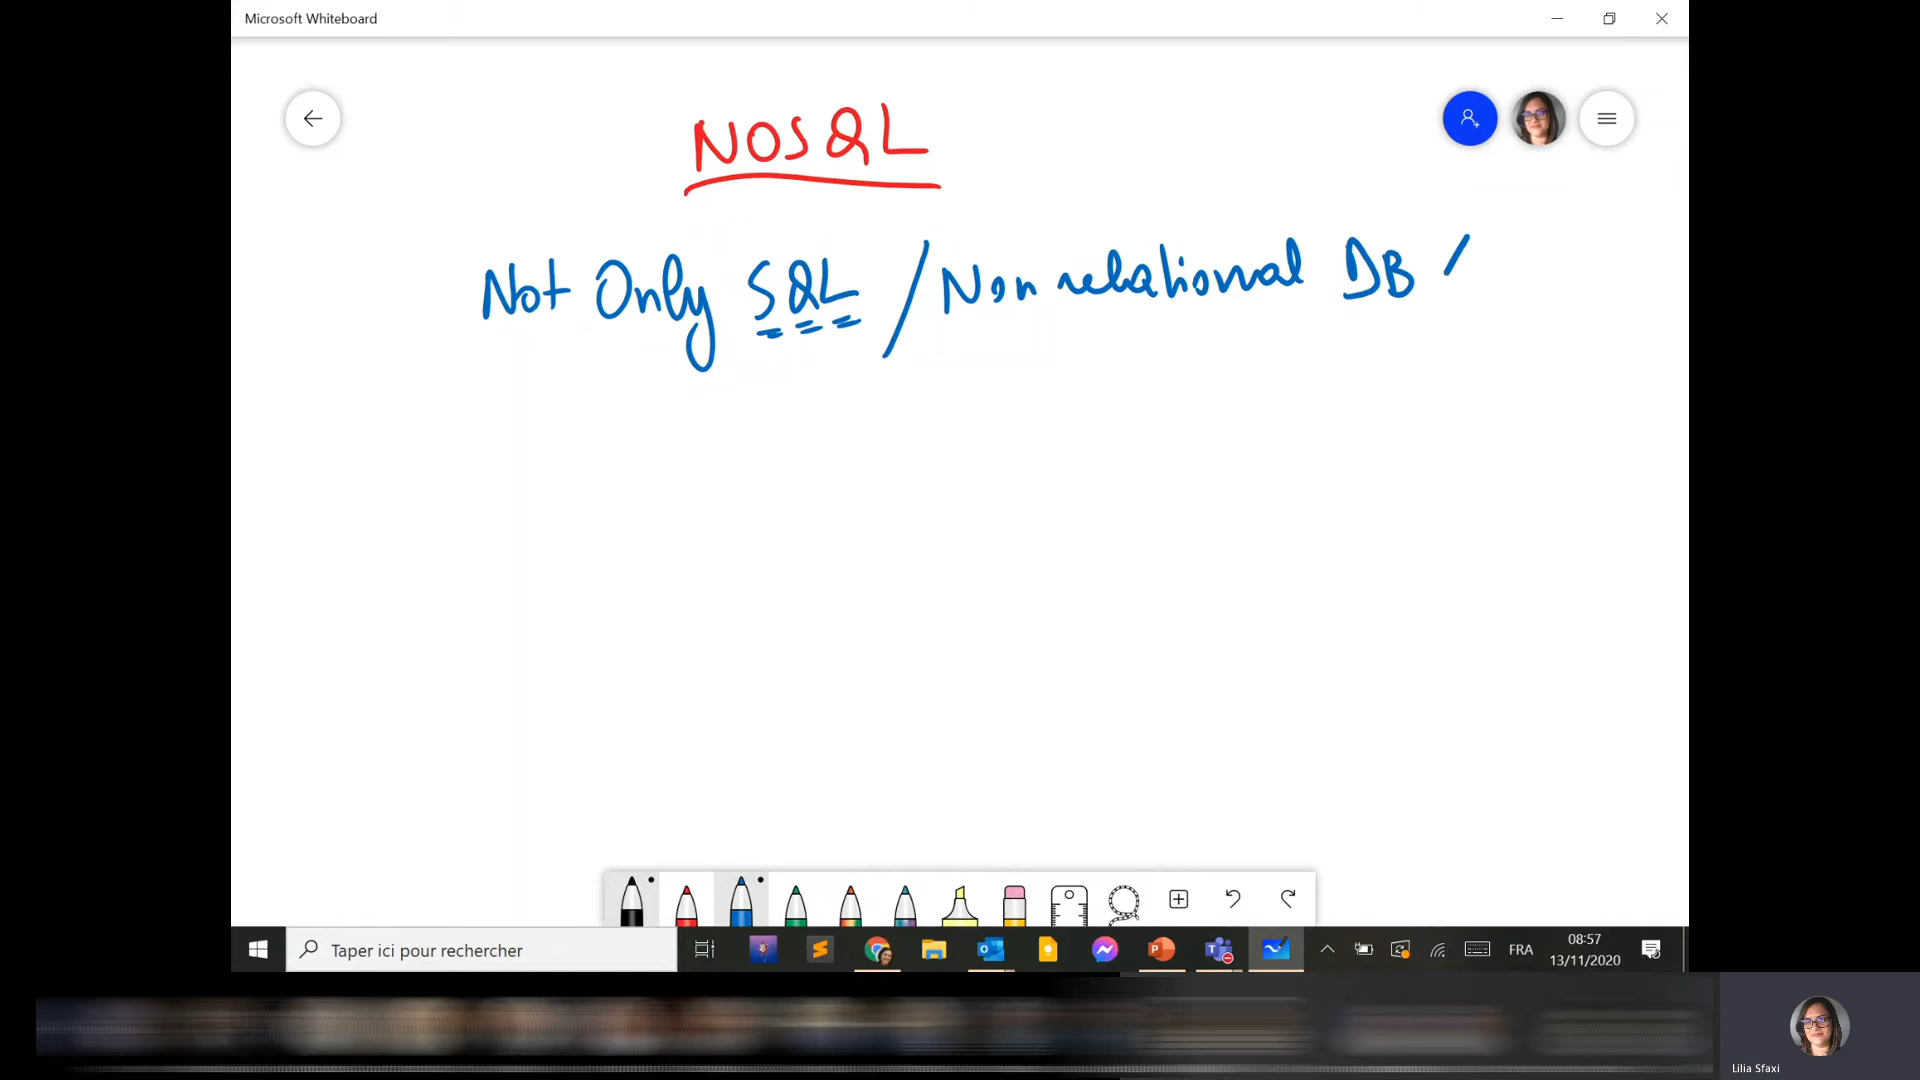 Microsoft Whiteboard
NOSQL
Not Only SQL / Non relational DB /
Taper ici pour rechercher
FRA
08:57
13/11/2020
Lilia Sfaxi